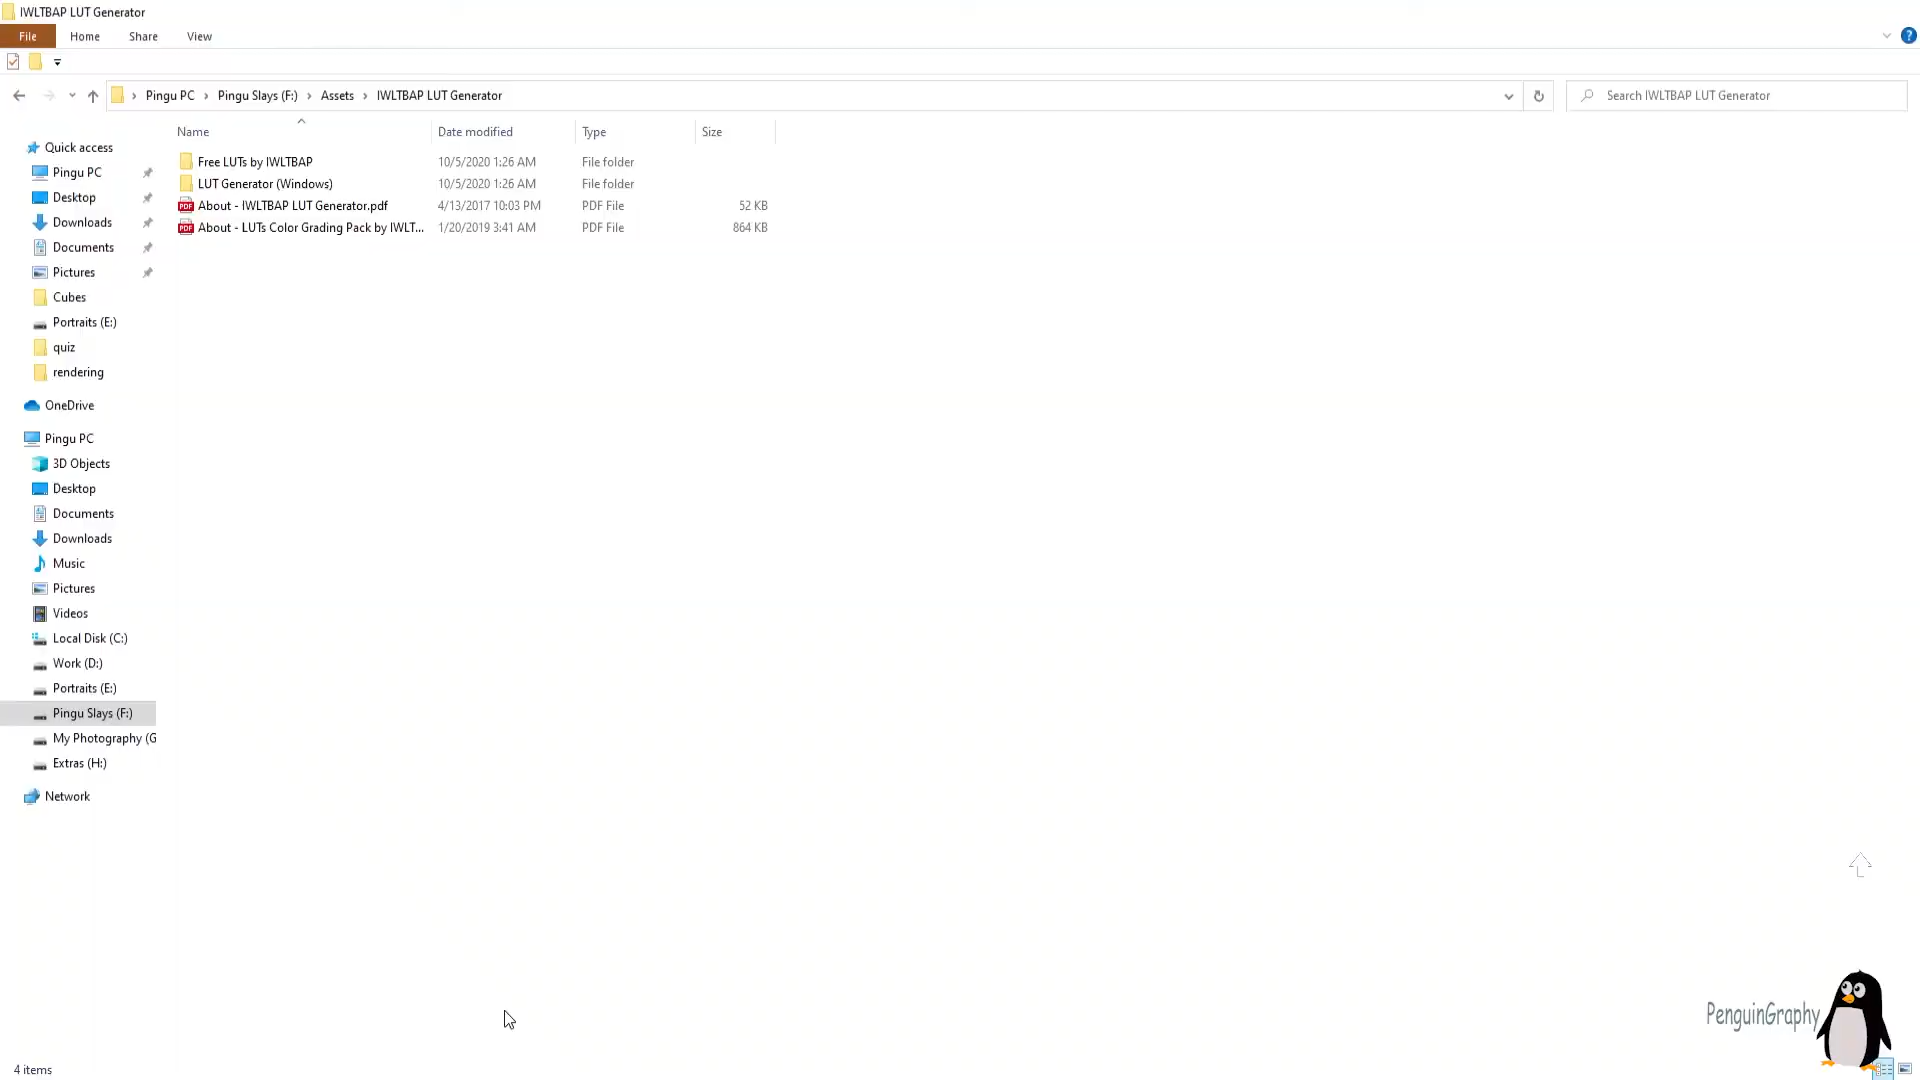 IWLTBAP LUT Generator
File
Home
Share
View
Pingu PC
Pingu Slays (F:)
Assets
IWLTBAP LUT Generator
Search IWLTBAP LUT Generator
Name
Date modified
Type
Size
Free LUTs by IWLTBAP
10/5/2020 1:26 AM
File folder
LUT Generator (Windows)
10/5/2020 1:26 AM
File folder
PDF
About - IWLTBAP LUT Generator.pdf
4/13/2017 10:03 PM
PDF File
52 KB
PDF
About - LUTs Color Grading Pack by IWLT...
1/20/2019 3:41 AM
PDF File
864 KB
Quick access
Pingu PC
Desktop
Downloads
Documents
Pictures
Cubes
Portraits (E:)
quiz
rendering
OneDrive
Pingu PC
3D Objects
Desktop
Documents
Downloads
Music
Pictures
Videos
Local Disk (C:)
Work (D:)
Portraits (E:)
Pingu Slays (F:)
My Photography (G
Extras (H:)
Network
PenguinGraphy
4 items